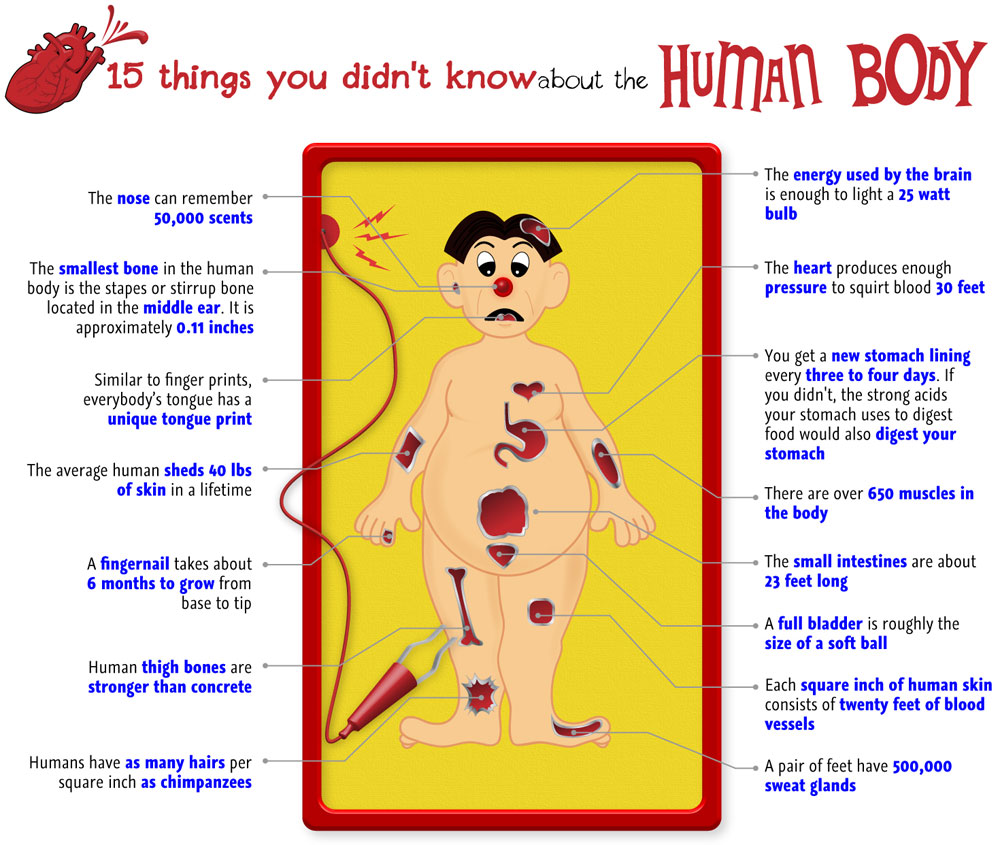 15 things you didn't know about the HUMAN BODY
The nose can remember
50,000 scents
The smallest bone in the human
body is the stapes or stirrup bone
located in the middle ear. It is
approximately 0.11 inches
Similar to finger prints,
everybody's tongue has a
unique tongue print
The average human sheds 40 lbs
of skin in a lifetime
A fingernail takes about
6 months to grow from
base to tip
Human thigh bones are
stronger than concrete
Humans have as many hairs per
square inch as chimpanzees
The energy used by the brain
is enough to light a 25 watt
bulb
The heart produces enough
pressure to squirt blood 30 feet
You get a new stomach lining
every three to four days. If
you didn't, the strong acids
your stomach uses to digest
food would also digest your
stomach
There are over 650 muscles in
the body
The small intestines are about
23 feet long
A full bladder is roughly the
size of a soft ball
Each square inch of human skin
consists of twenty feet of blood
vessels
A pair of feet have 500,000
sweat glands